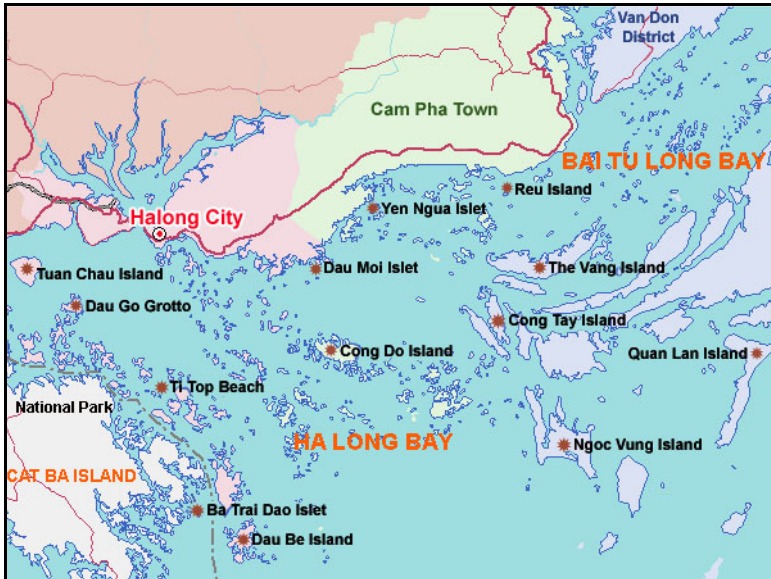 Van Don
District
Cam Pha Town
BAI TU LONG BAY
Reu Island
Yen Ngua Islet
Halong City
Tuan Chau Island
Dau Moi Islet
The Vang Island
Dau Go Grotto
Cong Tay Island
Cong Do Island
Quan Lan Island
Ti Top Beach
National Park
HA LONG BAY
Ngoc Vung Island
CAT BA ISLAND
Ba Trai Dao Islet
Dau Be Island